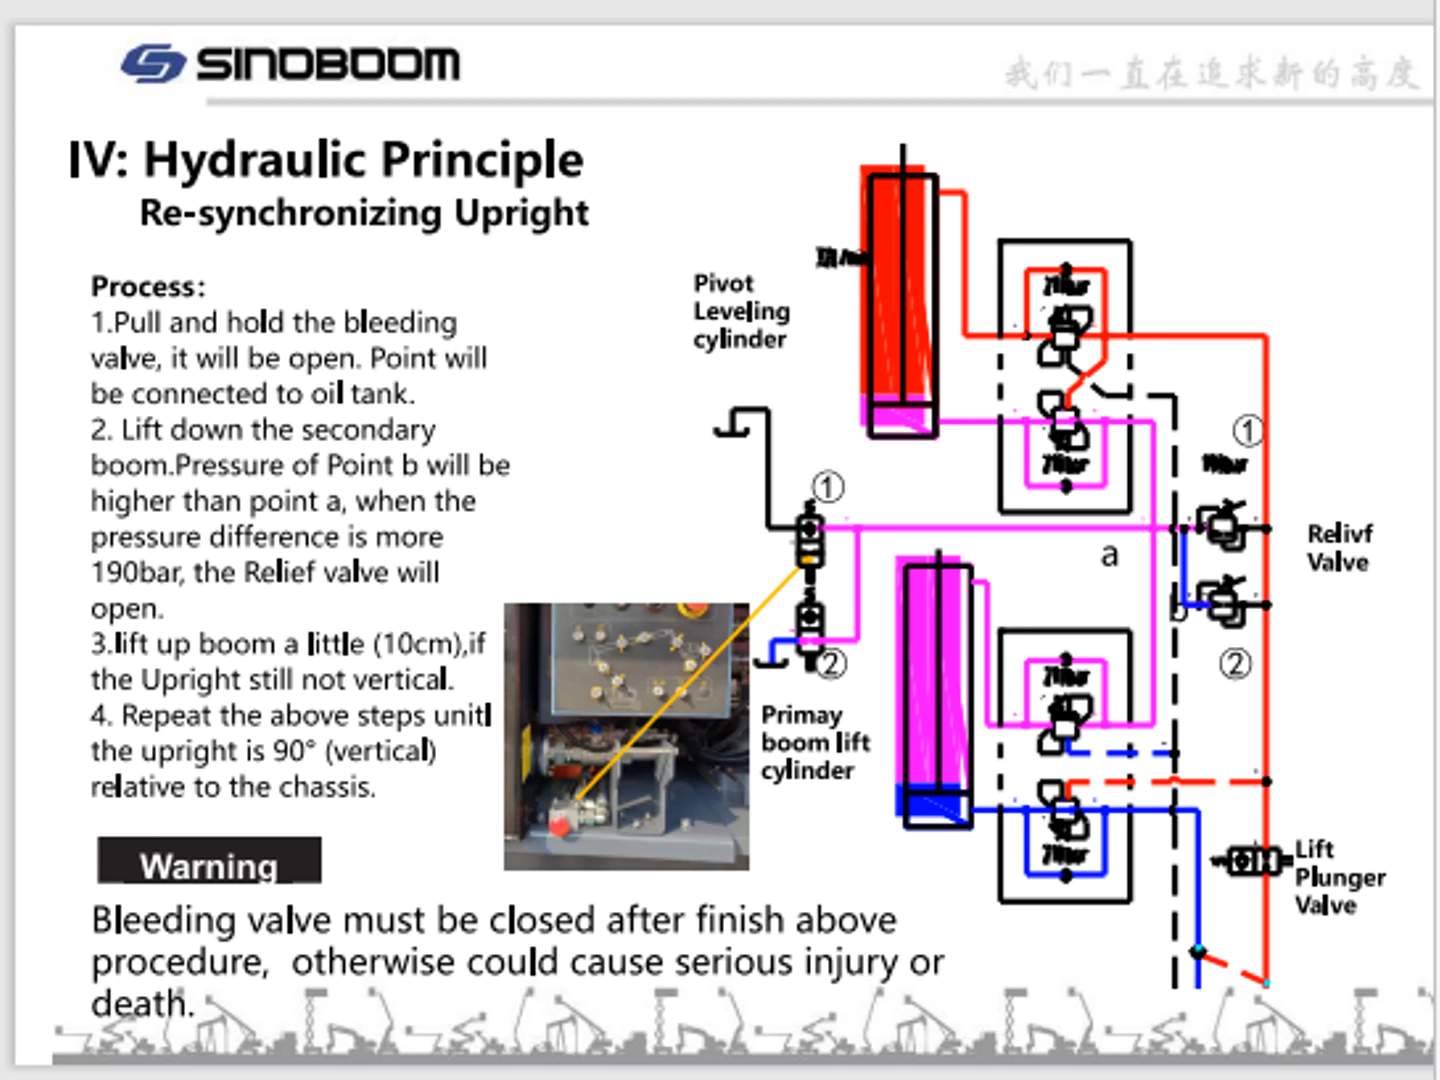 SINOBOOM
我们一直在追求新的高度
IV: Hydraulic Principle
Re-synchronizing Upright
Process:
1.Pull and hold the bleeding
valve, it will be open. Point will
be connected to oil tank.
2. Lift down the secondary
boom.Pressure of Point b will be
higher than point a, when the
pressure difference is more
190bar, the Relief valve will
open.
3.lift up boom a little (10cm),if
the Upright still not vertical.
4. Repeat the above steps unitl
the upright is 90° (vertical)
relative to the chassis.
Warning
Bleeding valve must be closed after finish above
procedure, otherwise could cause serious injury or
death.
Pivot
Leveling
cylinder
①
①
a
Relivf
Valve
②
②
Primay
boom lift
cylinder
Lift
Plunger
Valve